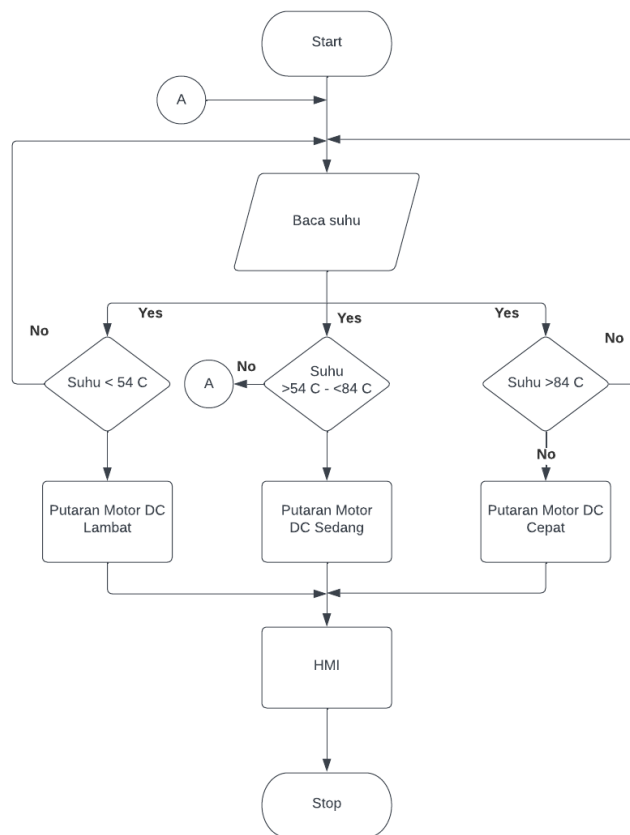 Start
A
Baca suhu
Yes
Yes
Yes
No
No
Suhu < 54 C
A
No
Suhu
>54 C - <84 C
Suhu >84 C
No
Putaran Motor DC
Lambat
Putaran Motor
DC Sedang
Putaran Motor DC
Cepat
HMI
Stop